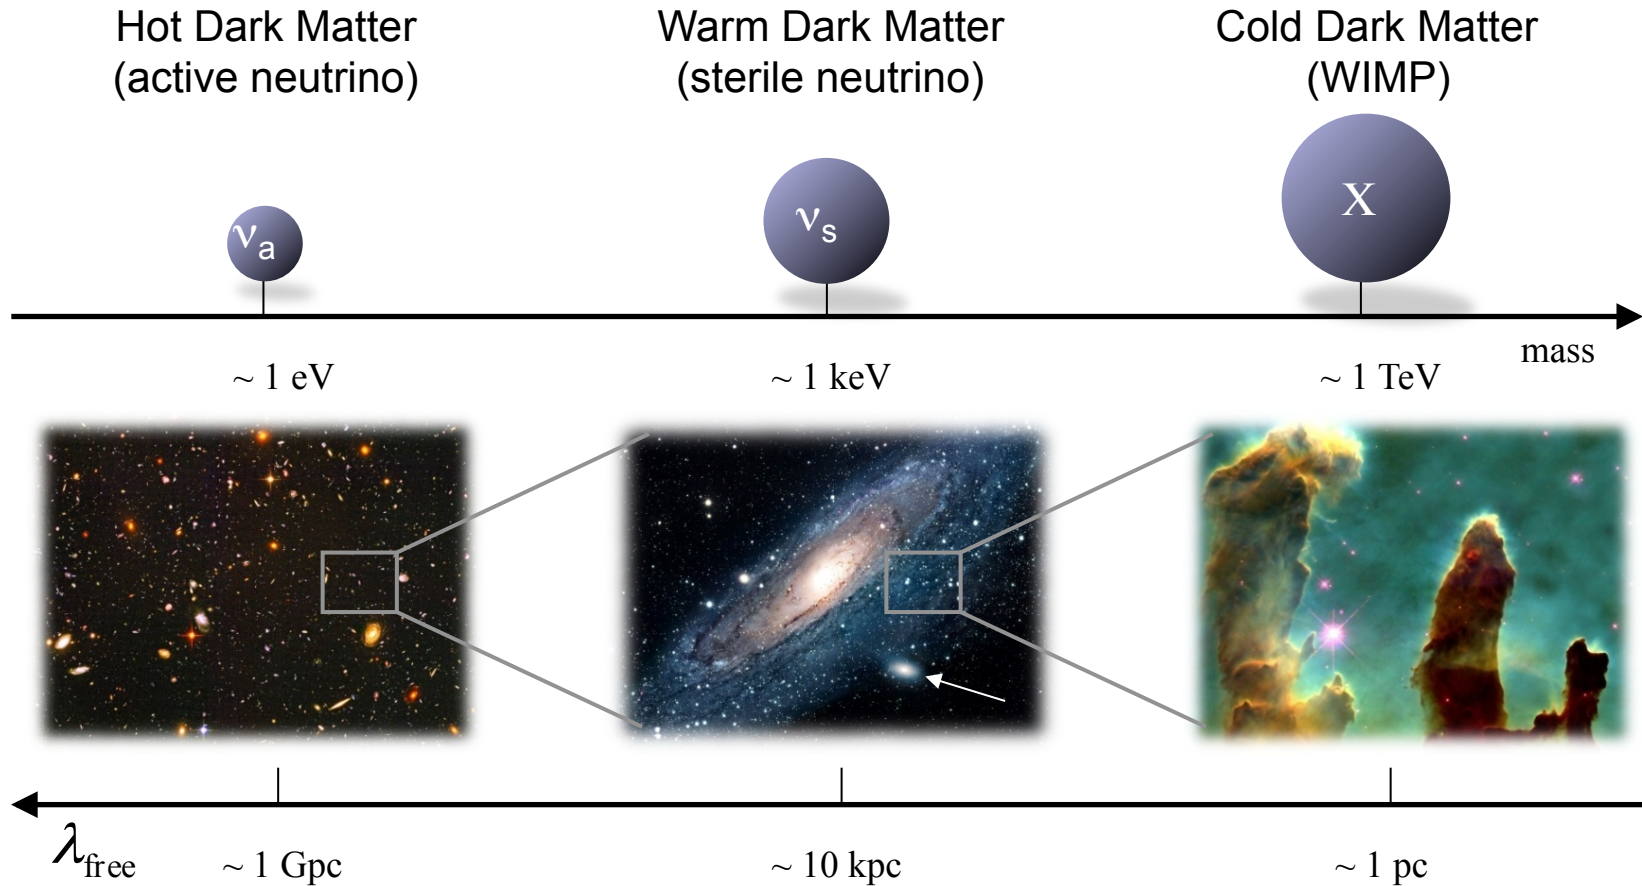 Hot Dark Matter
(active neutrino)
Warm Dark Matter
(sterile neutrino)
Cold Dark Matter
(WIMP)
νa
νs
X
mass
~ 1 eV
~ 1 keV
~ 1 TeV
λfree
~ 1 Gpc
~ 10 kpc
~ 1 pc